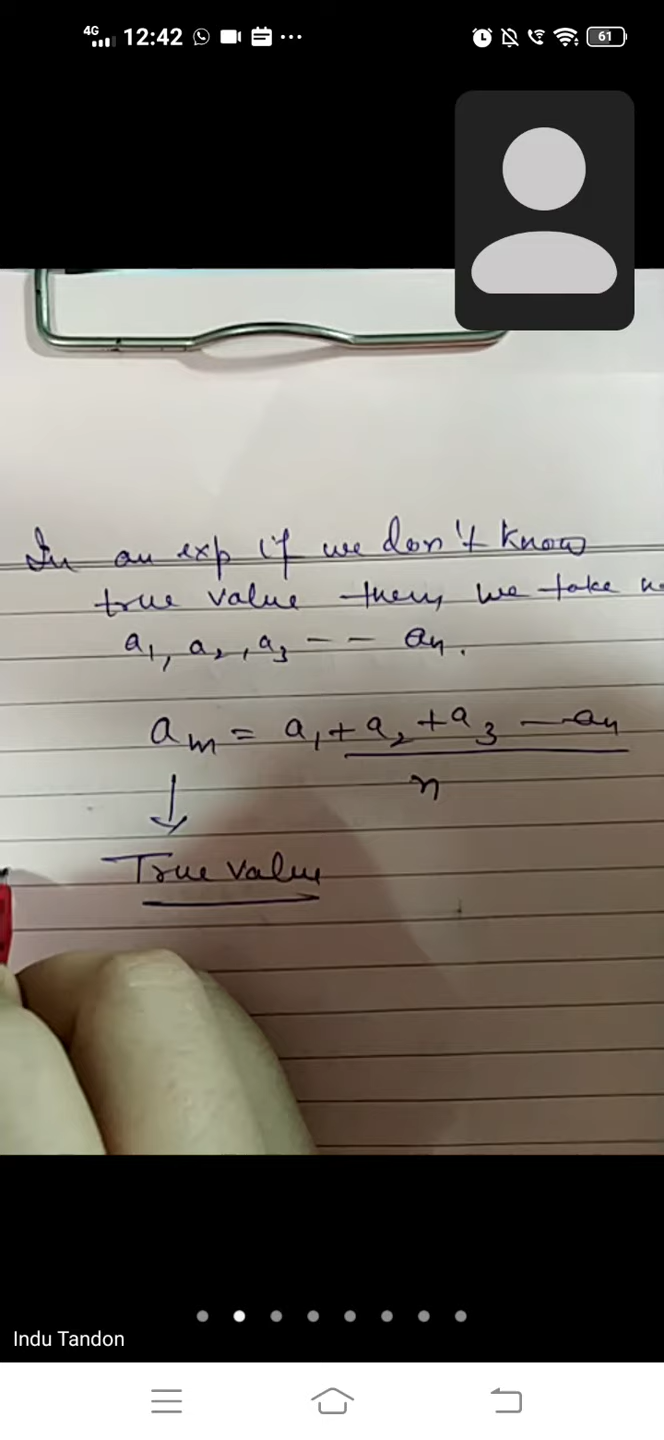 4G 12:42 61
In an exp if we don't know
true value then, we take n
a₁, a₂, a₃ -- an.
am = a₁+a₂+a₃ —an
n
↓
True value
Indu Tandon